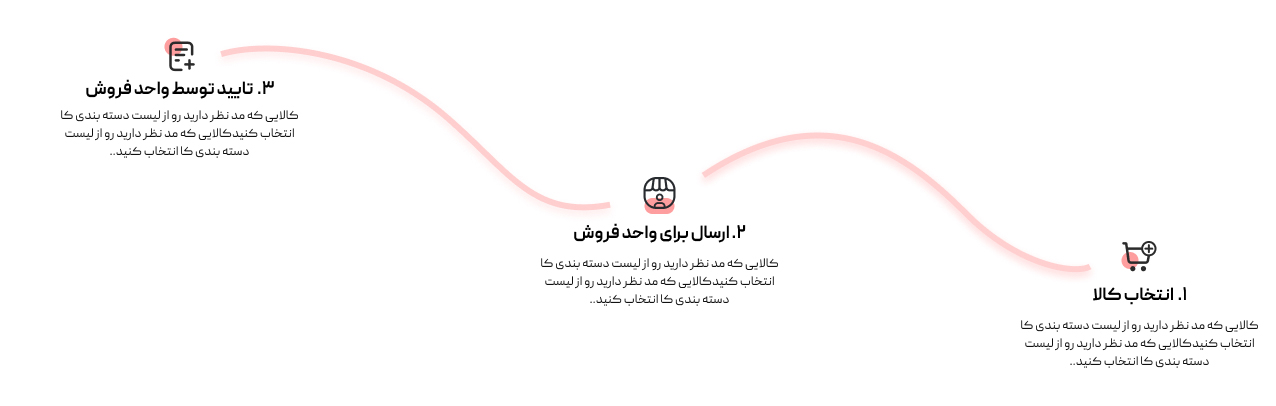 ۱. انتخاب کالا
کالایی که مد نظر دارید رو از لیست دسته بندی کا
انتخاب کنیدکالایی که مد نظر دارید رو از لیست
دسته بندی کا انتخاب کنید..
۲. ارسال برای واحد فروش
کالایی که مد نظر دارید رو از لیست دسته بندی کا
انتخاب کنیدکالایی که مد نظر دارید رو از لیست
دسته بندی کا انتخاب کنید..
۳. تایید توسط واحد فروش
کالایی که مد نظر دارید رو از لیست دسته بندی کا
انتخاب کنیدکالایی که مد نظر دارید رو از لیست
دسته بندی کا انتخاب کنید..